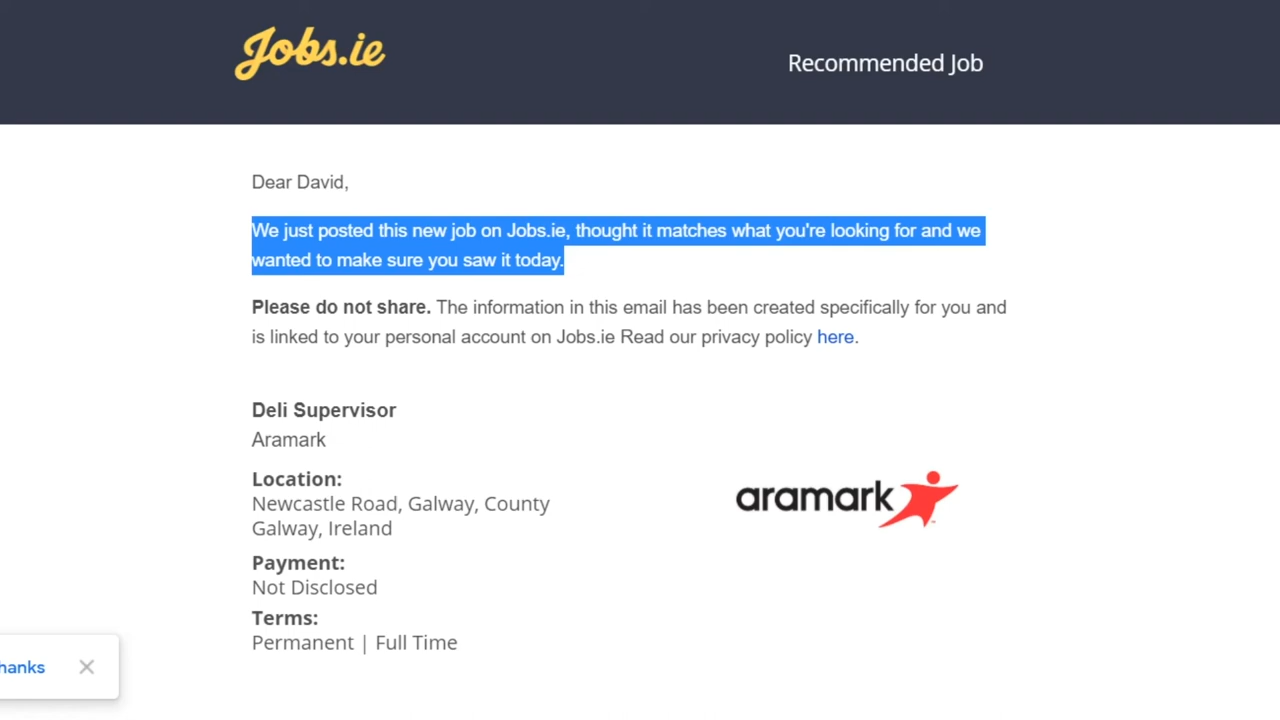 Jobs.ie
Recommended Job
Dear David,
We just posted this new job on Jobs.ie, thought it matches what you're looking for and we
wanted to make sure you saw it today.
Please do not share. The information in this email has been created specifically for you and
is linked to your personal account on Jobs.ie Read our privacy policy here.
Deli Supervisor
Aramark
Location:
Newcastle Road, Galway, County
Galway, Ireland
aramark
Payment:
Not Disclosed
Terms:
Permanent | Full Time
hanks